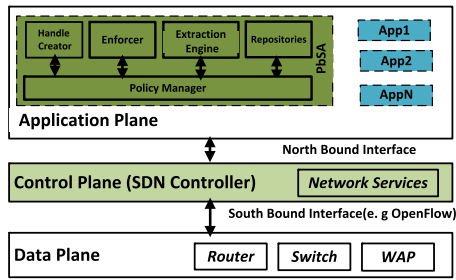 Handle
Creator
Enforcer
Extraction
Engine
Repositories
PbSA
Policy Manager
App1
App2
AppN
Application Plane
North Bound Interface
Control Plane (SDN Controller)
Network Services
South Bound Interface(e. g OpenFlow)
Data Plane
Router
Switch
WAP